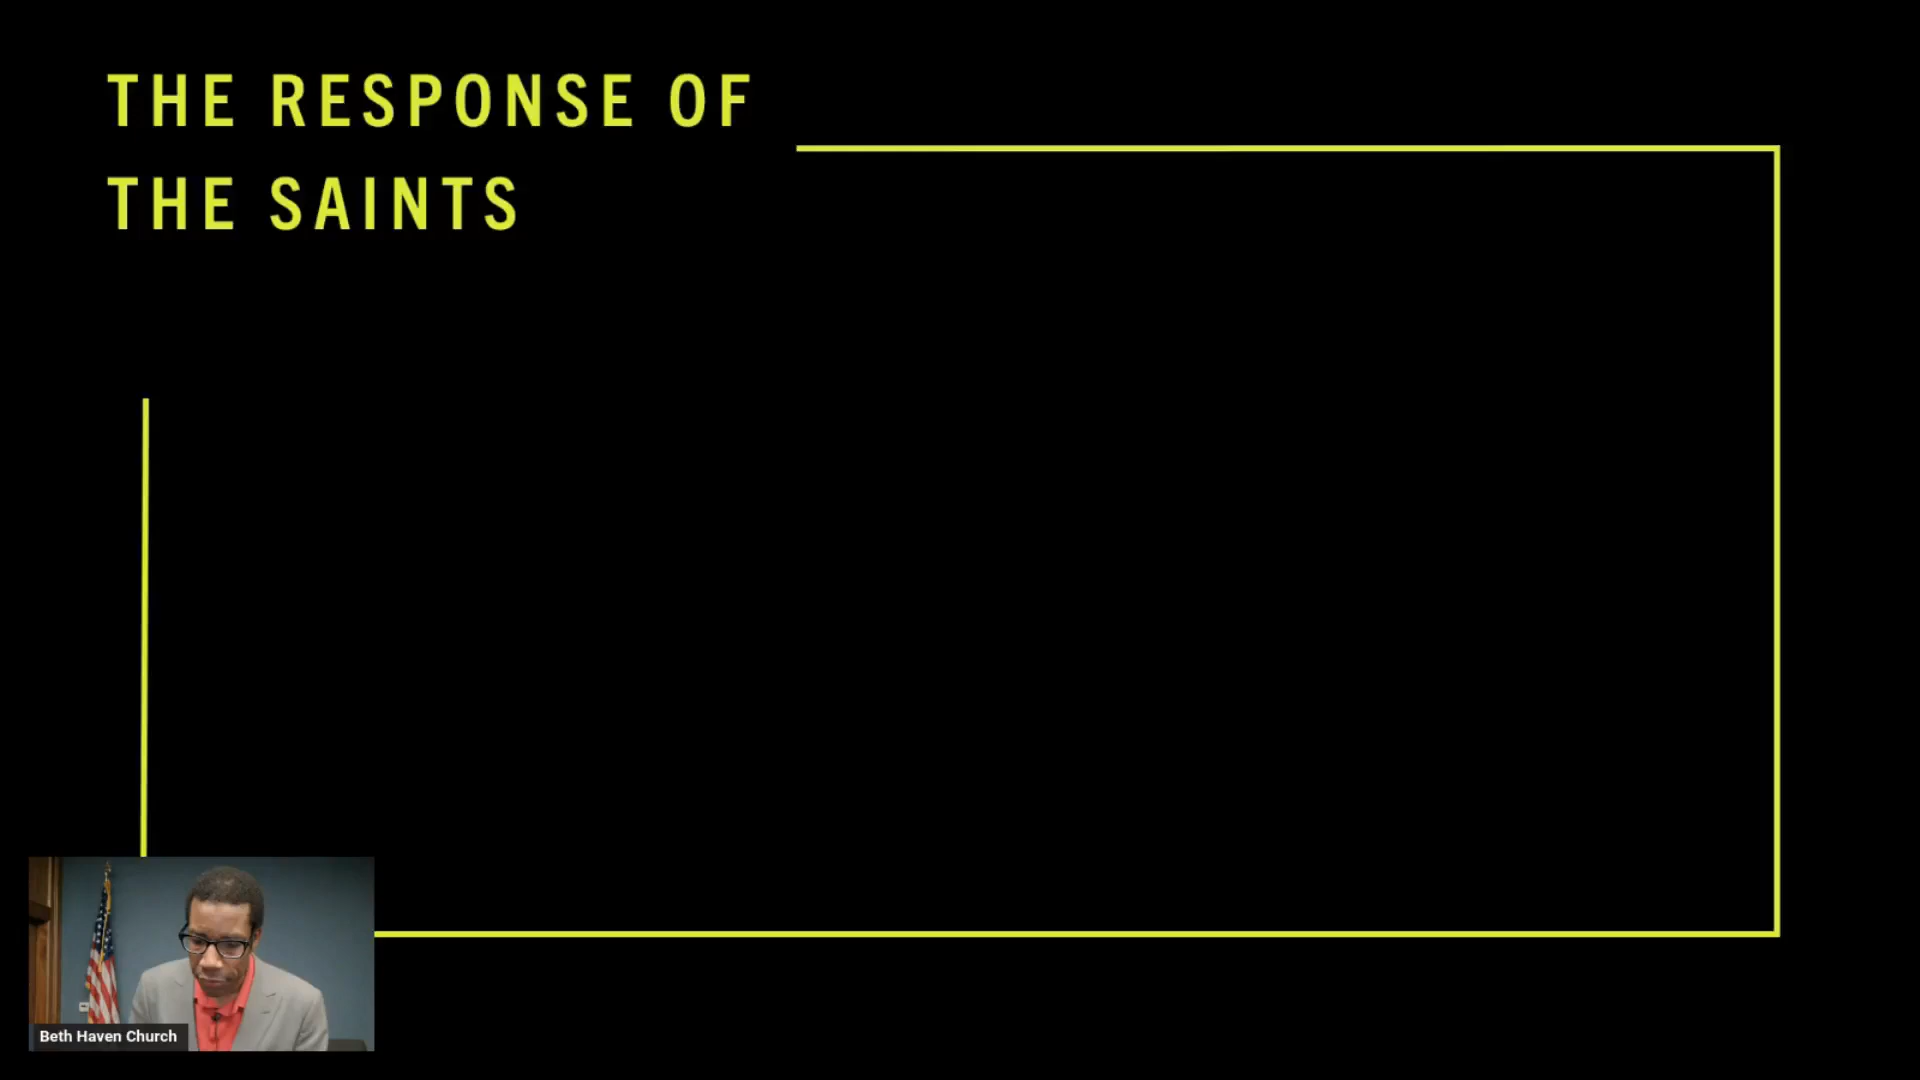 THE RESPONSE OF
THE SAINTS
Beth Haven Church